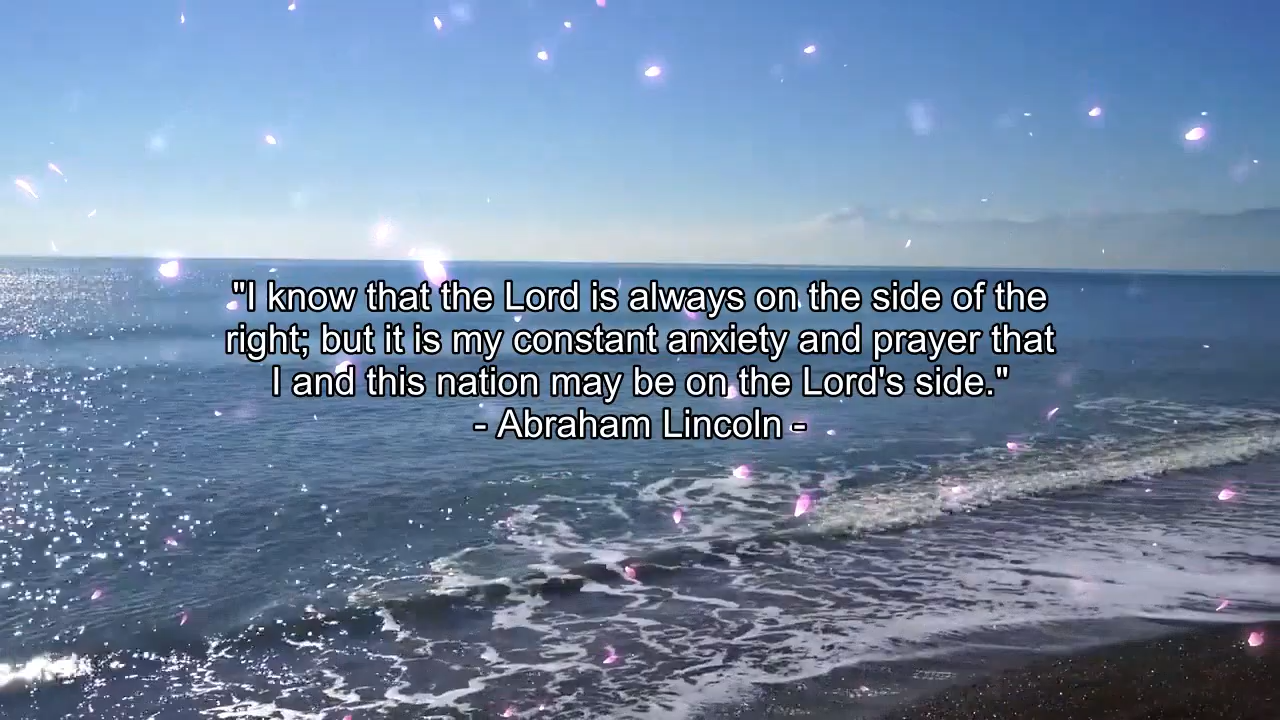 "I know that the Lord is always on the side of the
right; but it is my constant anxiety and prayer that
I and this nation may be on the Lord's side."
- Abraham Lincoln -